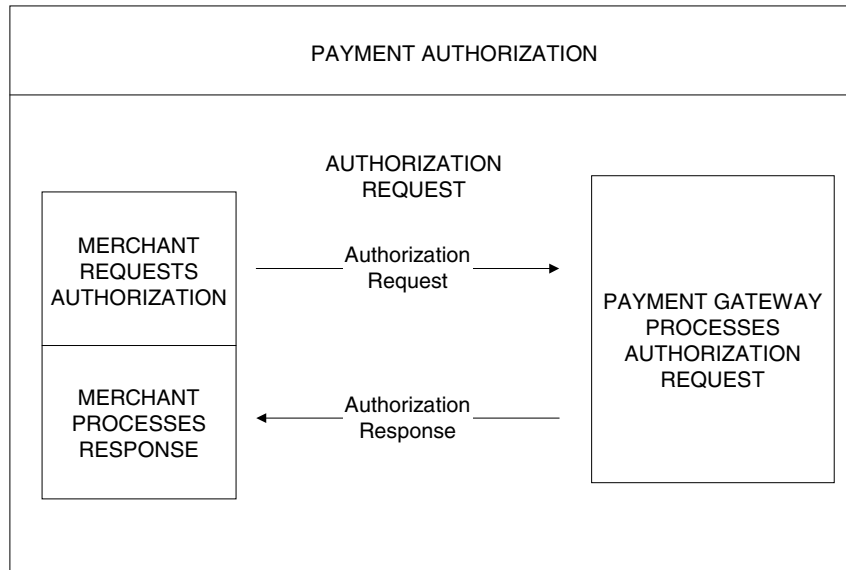 PAYMENT AUTHORIZATION
AUTHORIZATION
REQUEST
MERCHANT
REQUESTS
AUTHORIZATION
Authorization
Request
PAYMENT GATEWAY
PROCESSES
AUTHORIZATION
REQUEST
MERCHANT
PROCESSES
RESPONSE
Authorization
Response